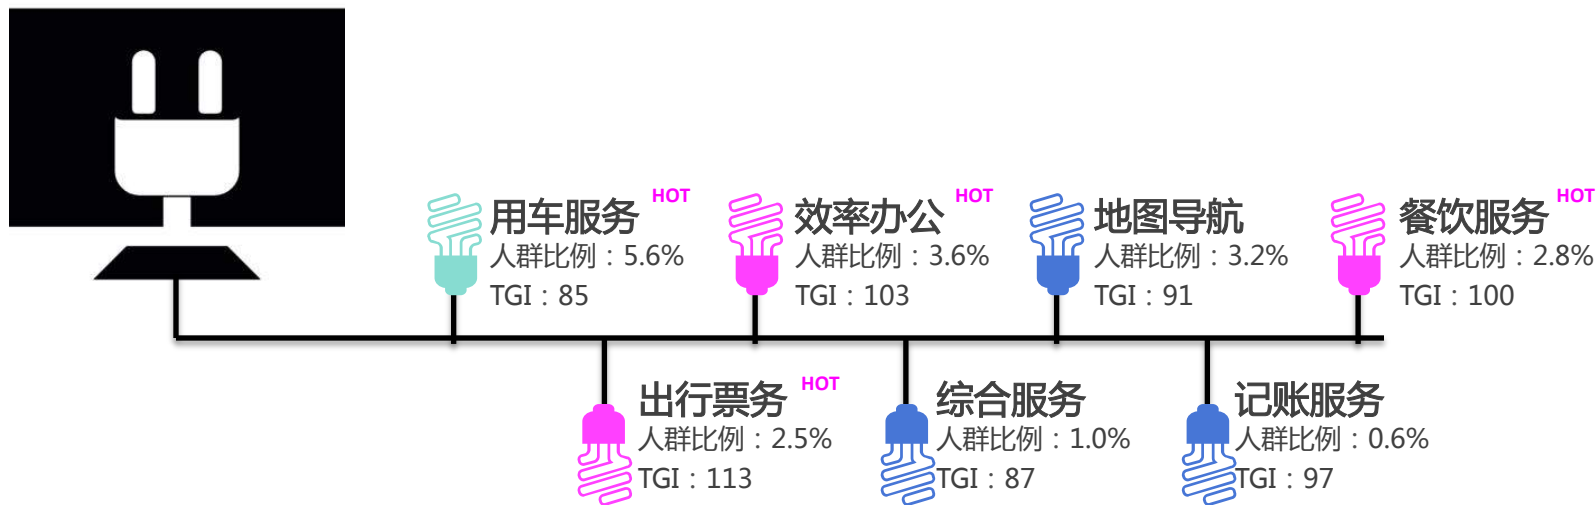 用车服务 HOT
人群比例：5.6%
TGI：85
效率办公 HOT
人群比例：3.6%
TGI：103
地图导航
人群比例：3.2%
TGI：91
餐饮服务 HOT
人群比例：2.8%
TGI：100
出行票务 HOT
人群比例：2.5%
TGI：113
综合服务
人群比例：1.0%
TGI：87
记账服务
人群比例：0.6%
TGI：97